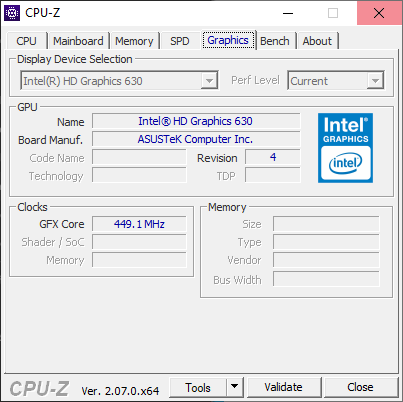 CPU-Z
CPU Mainboard Memory SPD Graphics Bench About
Display Device Selection
Intel(R) HD Graphics 630 Perf Level Current
GPU
Name Intel® HD Graphics 630
Board Manuf. ASUSTeK Computer Inc.
Code Name Revision 4
Technology TDP
Intel®
GRAPHICS
intel
Clocks
GFX Core 449.1 MHz
Shader / SoC
Memory
Memory
Size
Type
Vendor
Bus Width
CPU-Z Ver. 2.07.0.x64 Tools Validate Close